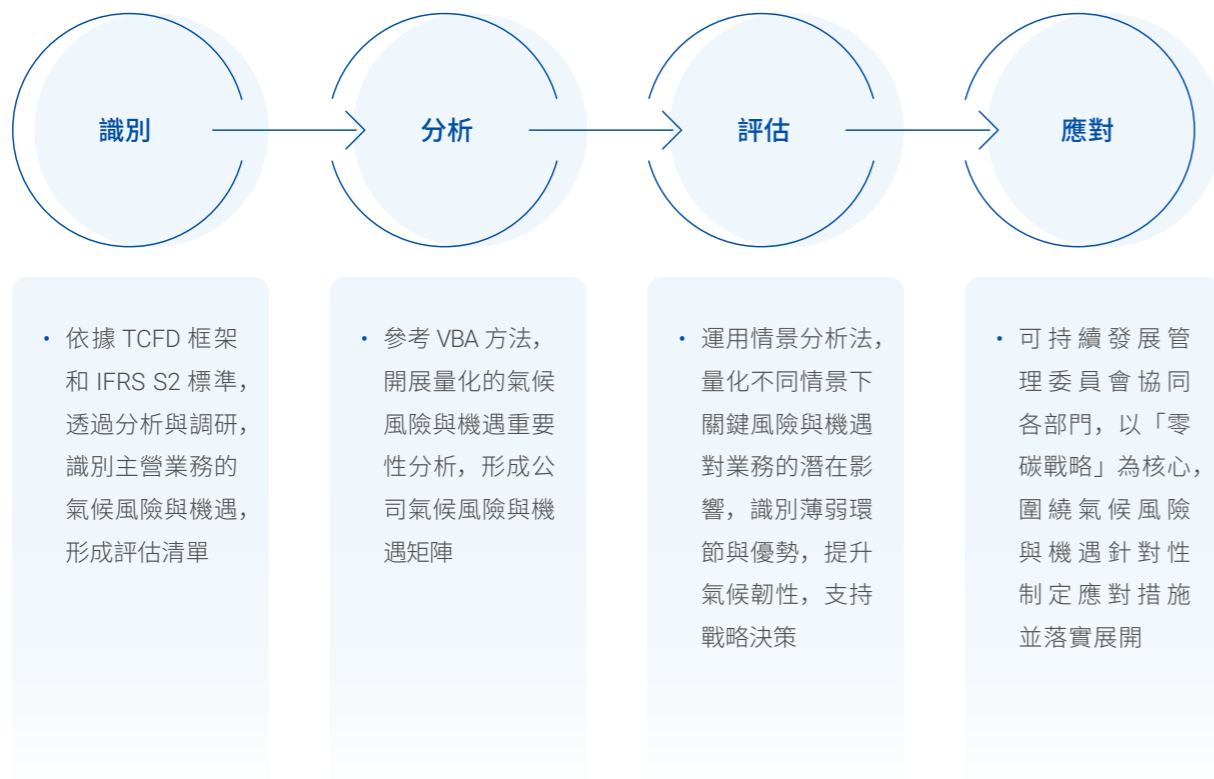 識別
分析
評估
應對
• 依據 TCFD 框架
和 IFRS S2 標準，
透過分析與調研，
識別主營業務的
氣候風險與機遇，
形成評估清單
• 參考 VBA 方法，
開展量化的氣候
風險與機遇重要
性分析，形成公
司氣候風險與機
遇矩陣
• 運用情景分析法，
量化不同情景下
關鍵風險與機遇
對業務的潛在影
響，識別薄弱環
節與優勢，提升
氣候韌性，支持
戰略決策
• 可持續發展管
理委員會協同
各部門，以「零
碳戰略」為核心，
圍繞氣候風險
與機遇針對性
制定應對措施
並落實展開